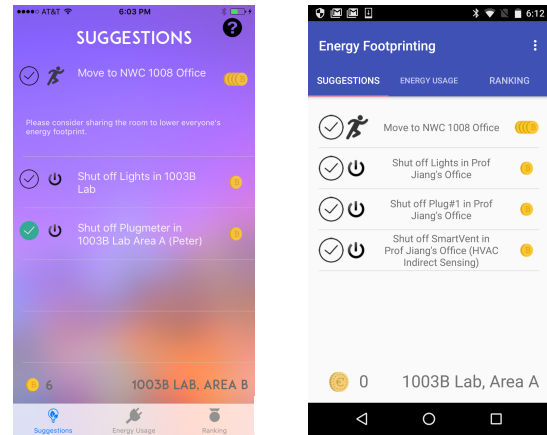 AT&T 6:03 PM
SUGGESTIONS
?
Move to NWC 1008 Office
Please consider sharing the room to lower everyone's
energy footprint.
Shut off Lights in 1003B
Lab
Shut off Plugmeter in
1003B Lab Area A (Peter)
6 1003B LAB, AREA B
Suggestions Energy Usage Ranking
6:12
Energy Footprinting
SUGGESTIONS ENERGY USAGE RANKING
Move to NWC 1008 Office
Shut off Lights in Prof
Jiang's Office
Shut off Plug#1 in Prof
Jiang's Office
Shut off SmartVent in
Prof Jiang's Office (HVAC
Indirect Sensing)
€ 0 1003B Lab, Area A